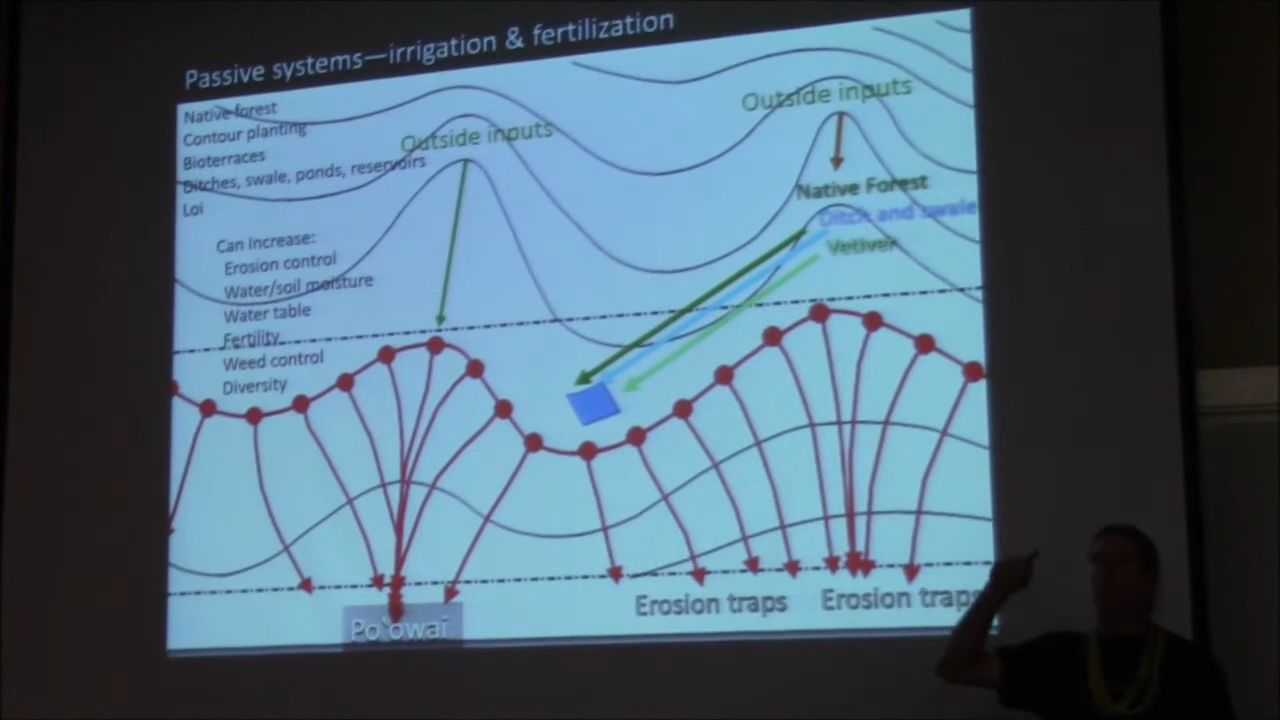 Passive systems—irrigation & fertilization
Native forest
Contour planting
Bioterraces
Ditches, swale, ponds, reservoirs
Loi
Can Increase:
Erosion control
Water/soil moisture
Water table
Fertility
Weed control
Diversity
Outside inputs
Outside inputs
Native Forest
Ditch and swale
Vetiver
Erosion traps
Erosion traps
Po`owai